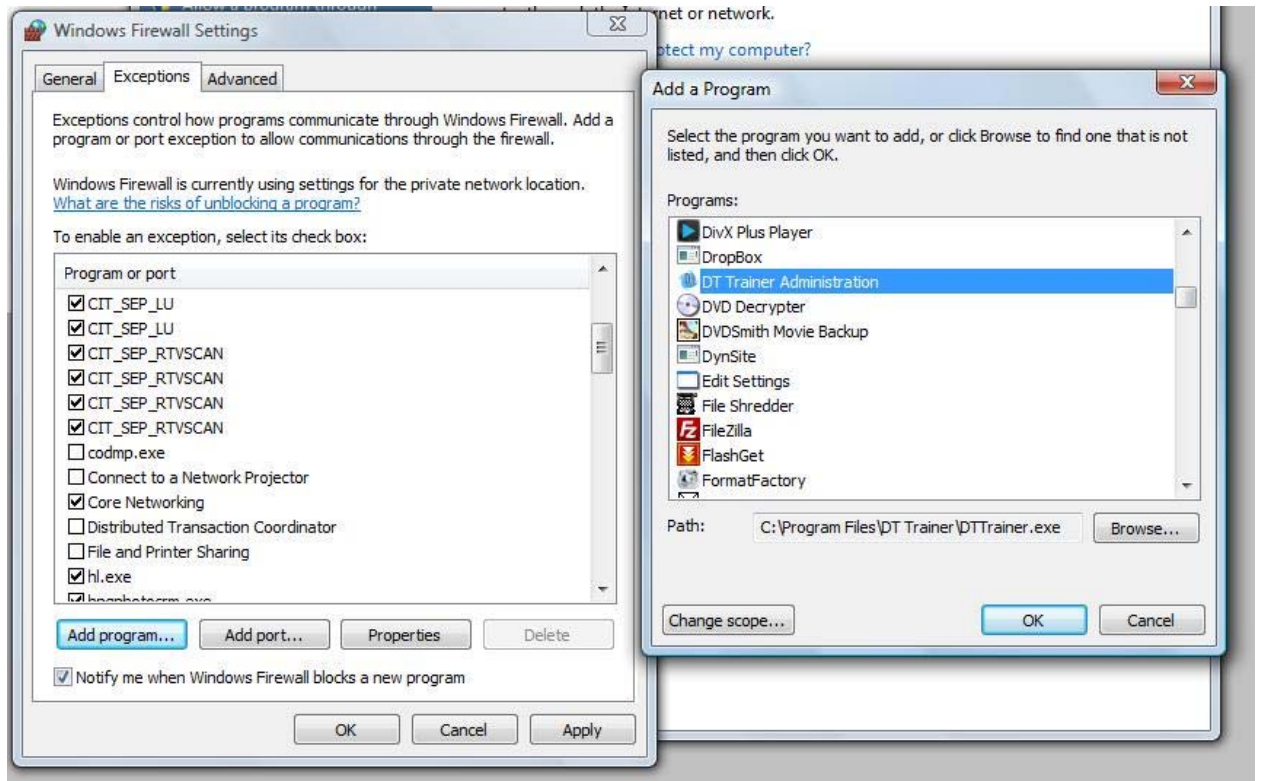 Allow a program through
net or network.
Windows Firewall Settings
otect my computer?
General Exceptions Advanced
Exceptions control how programs communicate through Windows Firewall. Add a
program or port exception to allow communications through the firewall.
Windows Firewall is currently using settings for the private network location.
What are the risks of unblocking a program?
To enable an exception, select its check box:
Program or port
CIT_SEP_LU
CIT_SEP_LU
CIT_SEP_RTVSCAN
CIT_SEP_RTVSCAN
CIT_SEP_RTVSCAN
CIT_SEP_RTVSCAN
codmp.exe
Connect to a Network Projector
Core Networking
Distributed Transaction Coordinator
File and Printer Sharing
hl.exe
Add program... Add port... Properties Delete
Notify me when Windows Firewall blocks a new program
OK Cancel Apply
Add a Program
Select the program you want to add, or click Browse to find one that is not
listed, and then click OK.
Programs:
DivX Plus Player
DropBox
DT Trainer Administration
DVD Decrypter
DVDSmith Movie Backup
DynSite
Edit Settings
File Shredder
FileZilla
FlashGet
FormatFactory
Path: C:\Program Files\DT Trainer\DTTrainer.exe Browse...
Change scope... OK Cancel